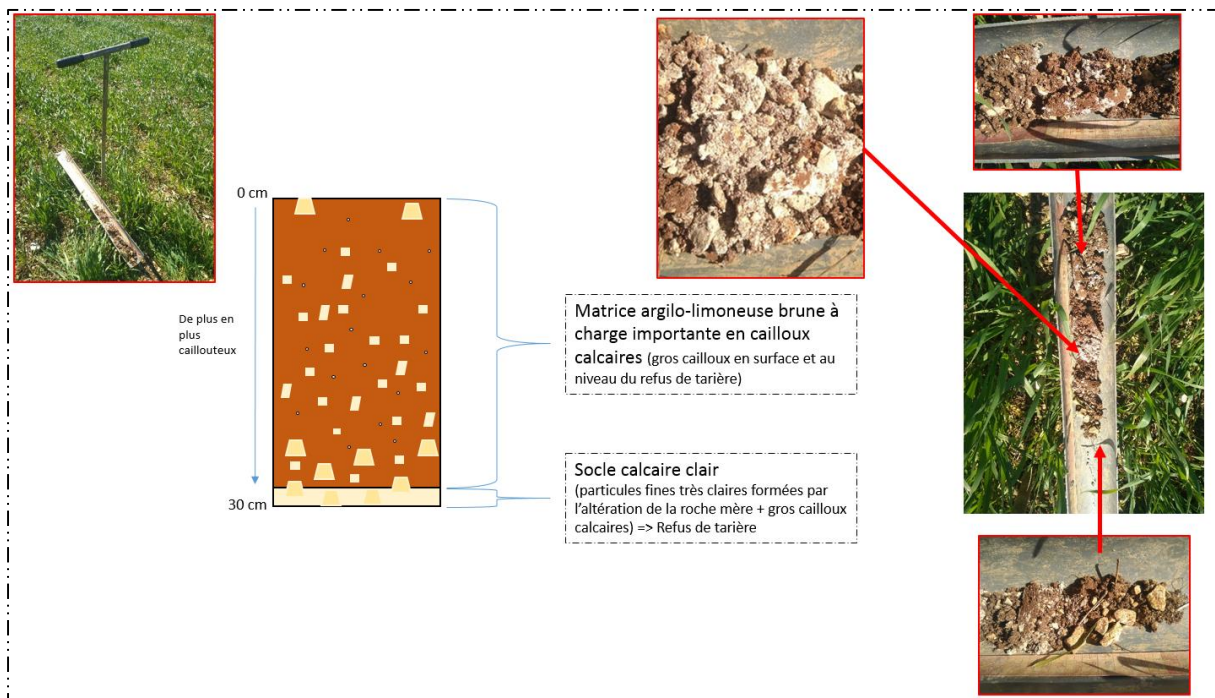 0 cm
De plus en
plus
caillouteux
30 cm
Matrice argilo-limoneuse brune à
charge importante en cailloux
calcaires (gros cailloux en surface et au
niveau du refus de tarière)
Socle calcaire clair
(particules fines très claires formées par
l'altération de la roche mère + gros cailloux
calcaires) => Refus de tarière